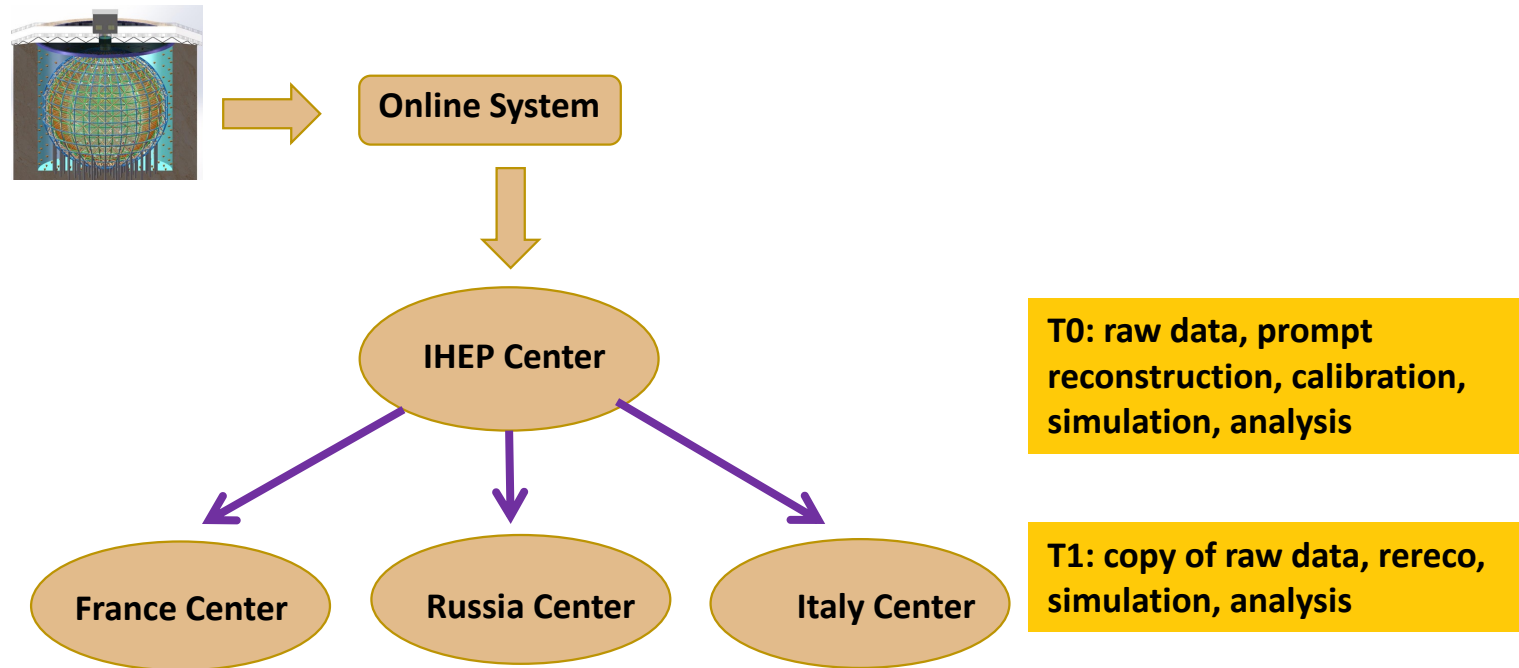 Online System
IHEP Center
T0: raw data, prompt
reconstruction, calibration,
simulation, analysis
France Center
Russia Center
Italy Center
T1: copy of raw data, rereco,
simulation, analysis